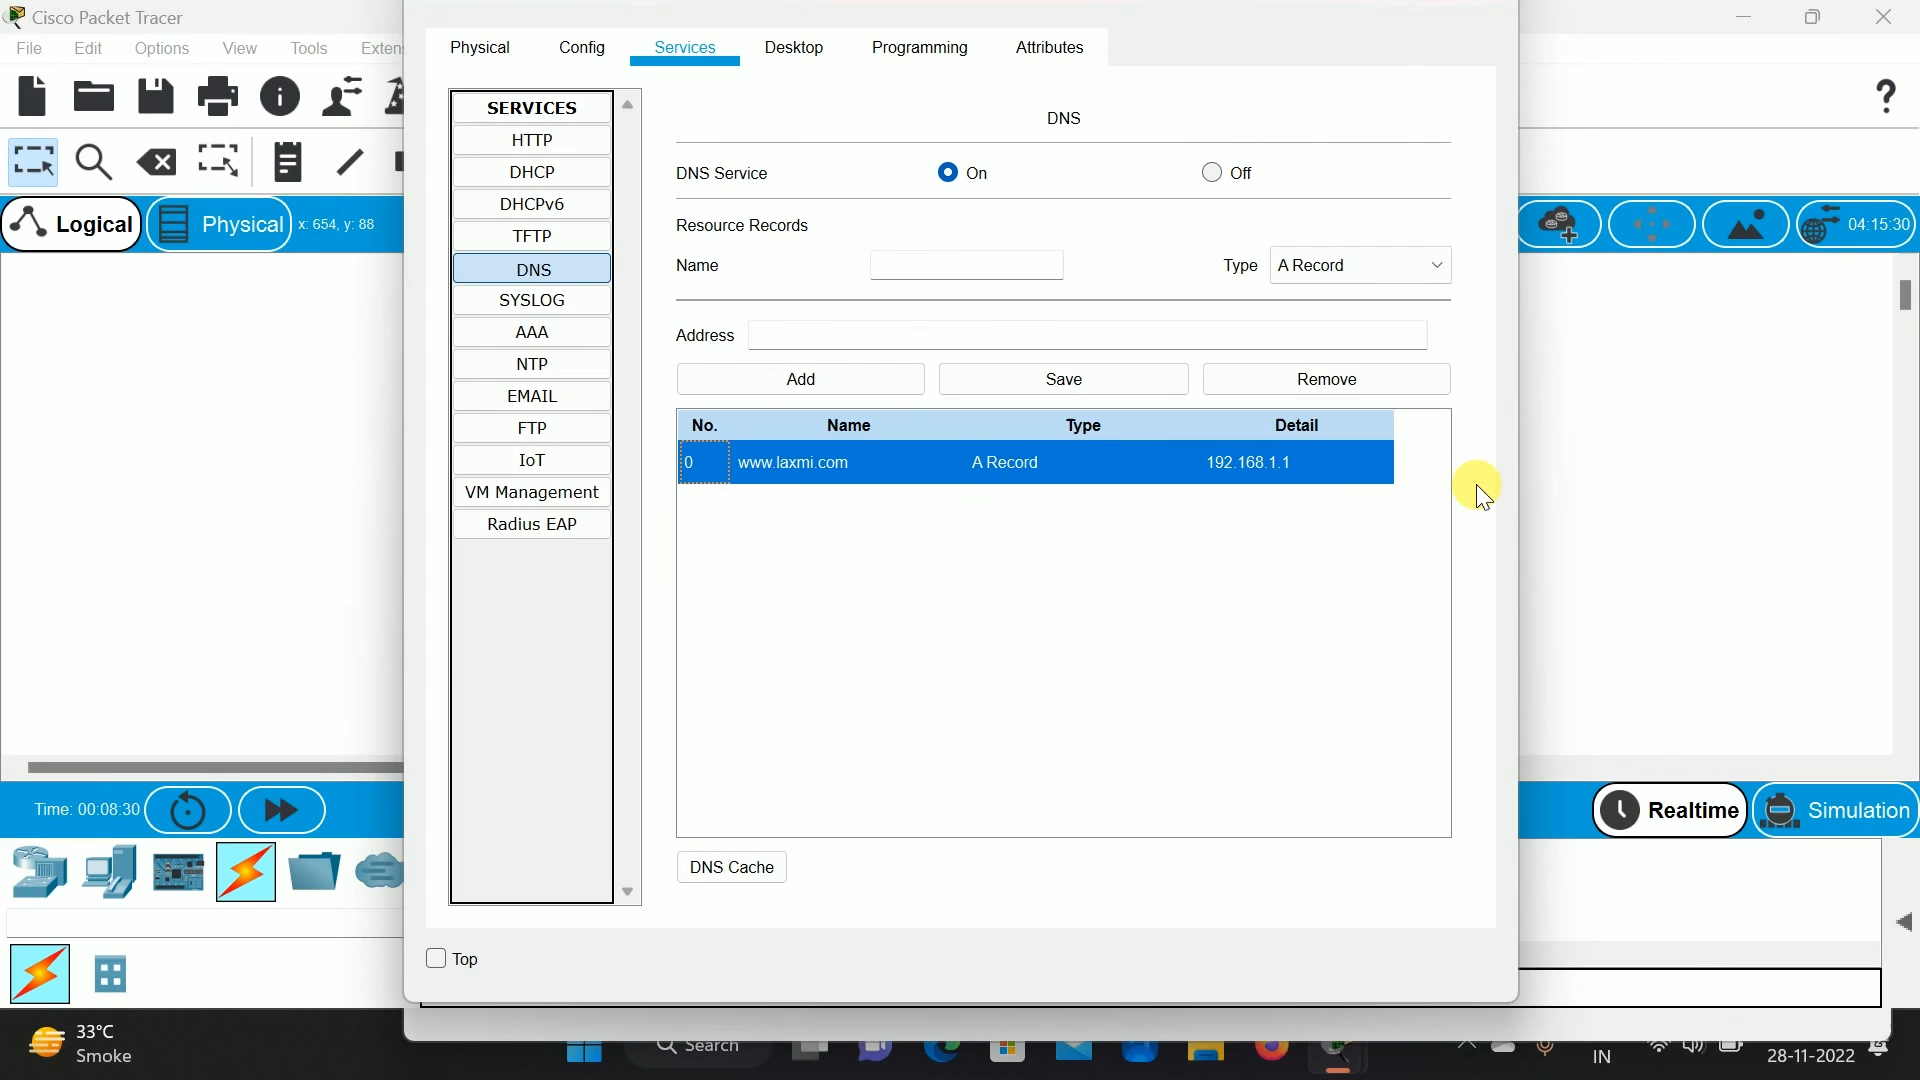 Cisco Packet Tracer
File Edit Options View Tools
Physical Config Services Desktop Programming Attributes
SERVICES
HTTP
DHCP
DHCPv6
TFTP
DNS
SYSLOG
AAA
NTP
EMAIL
FTP
IoT
VM Management
Radius EAP
DNS
DNS Service On Off
Resource Records
Name Type A Record
Address
Add Save Remove
No. Name Type Detail
0 www.laxmi.com A Record 192.168.1.1
DNS Cache
Top
?
Logical Physical x: 654, y: 88
04:15:30
Time: 00:08:30
Realtime Simulation
33°C
Smoke
Search
IN
28-11-2022